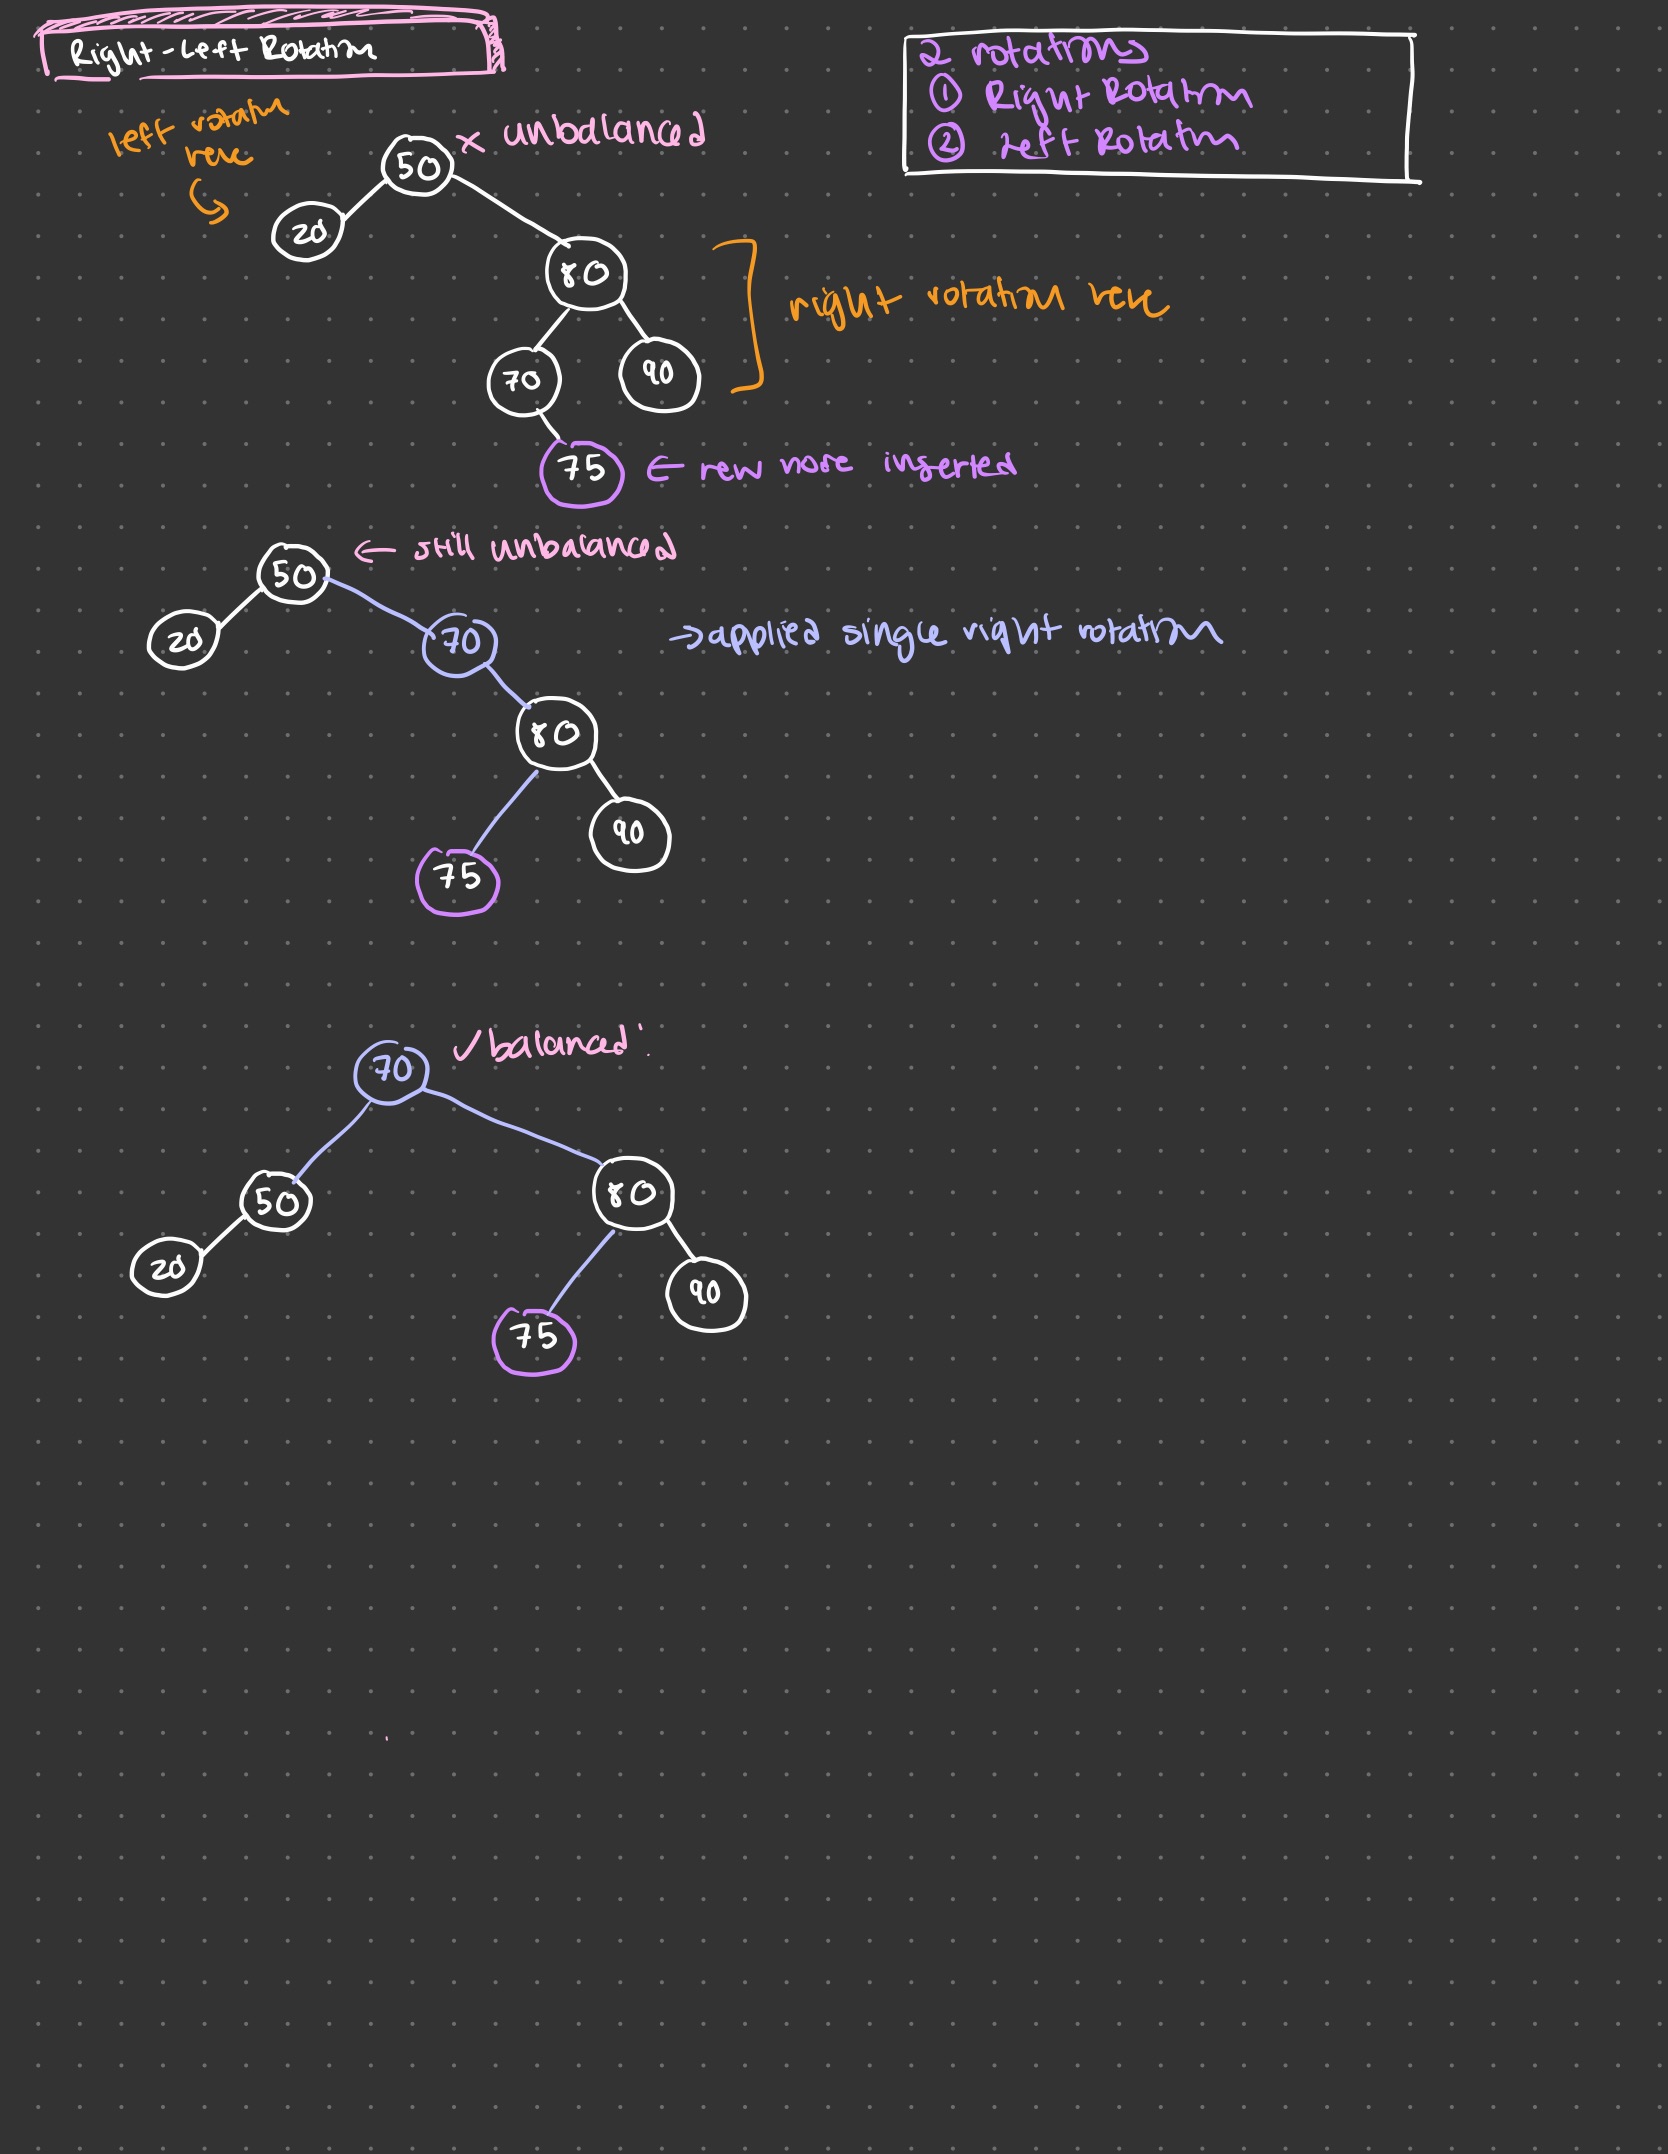 Right-Left Rotation
2 rotations
① Right Rotation
② Left Rotation
left rotation
here
50
x unbalanced
20
80
right rotation here
70
90
75
← new node inserted
50
← still unbalanced
20
70
→ applied single right rotation
80
90
75
70
✓ balanced
50
80
20
90
75